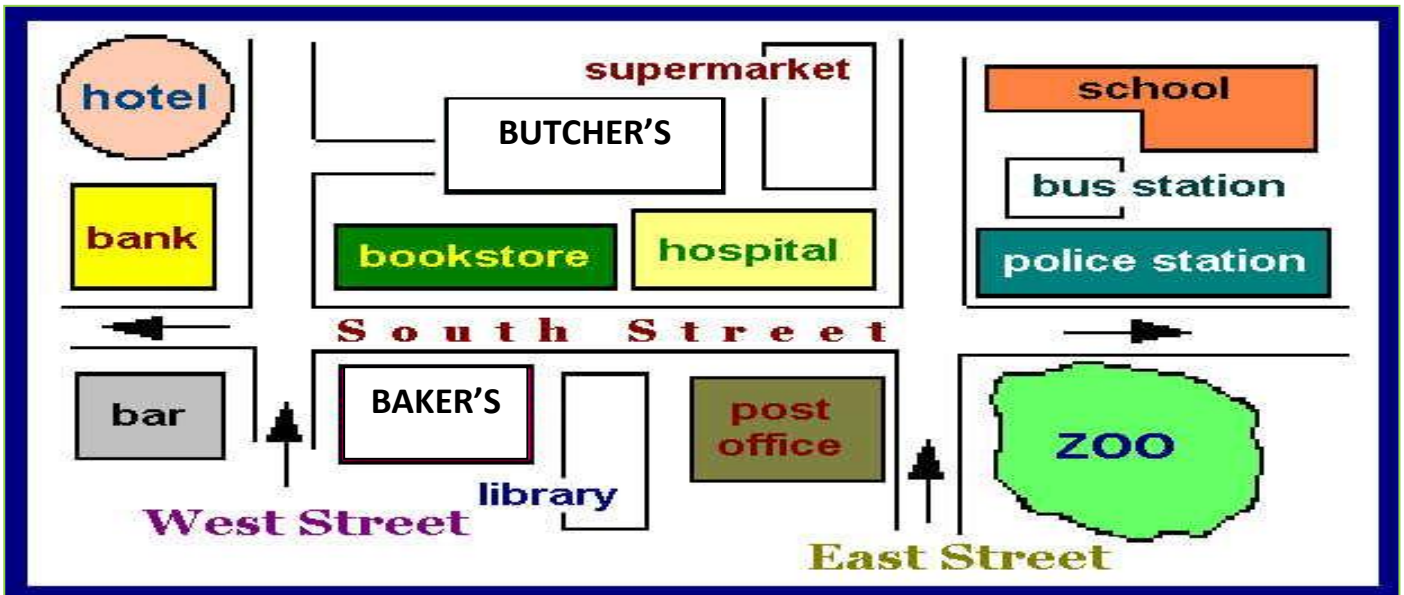 hotel
supermarket
school
BUTCHER’S
bus station
bank
bookstore
hospital
police station
South Street
bar
BAKER’S
post
office
ZOO
library
West Street
East Street